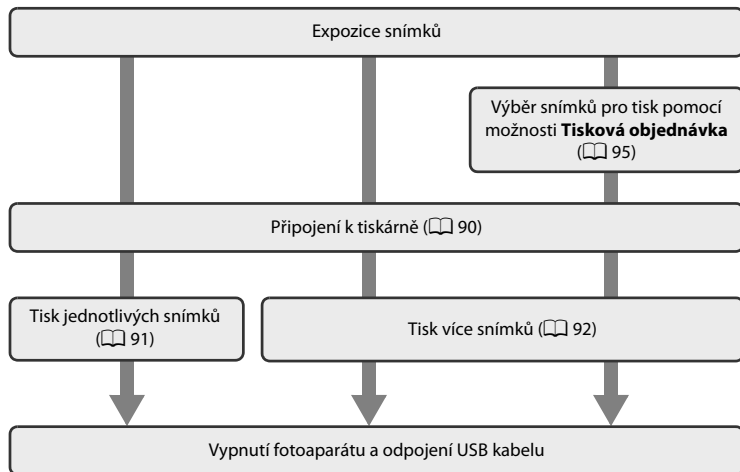 Expozice snímků
Výběr snímků pro tisk pomocí
možnosti Tisková objednávka
(📖 95)
Připojení k tiskárně (📖 90)
Tisk jednotlivých snímků
(📖 91)
Tisk více snímků (📖 92)
Vypnutí fotoaparátu a odpojení USB kabelu